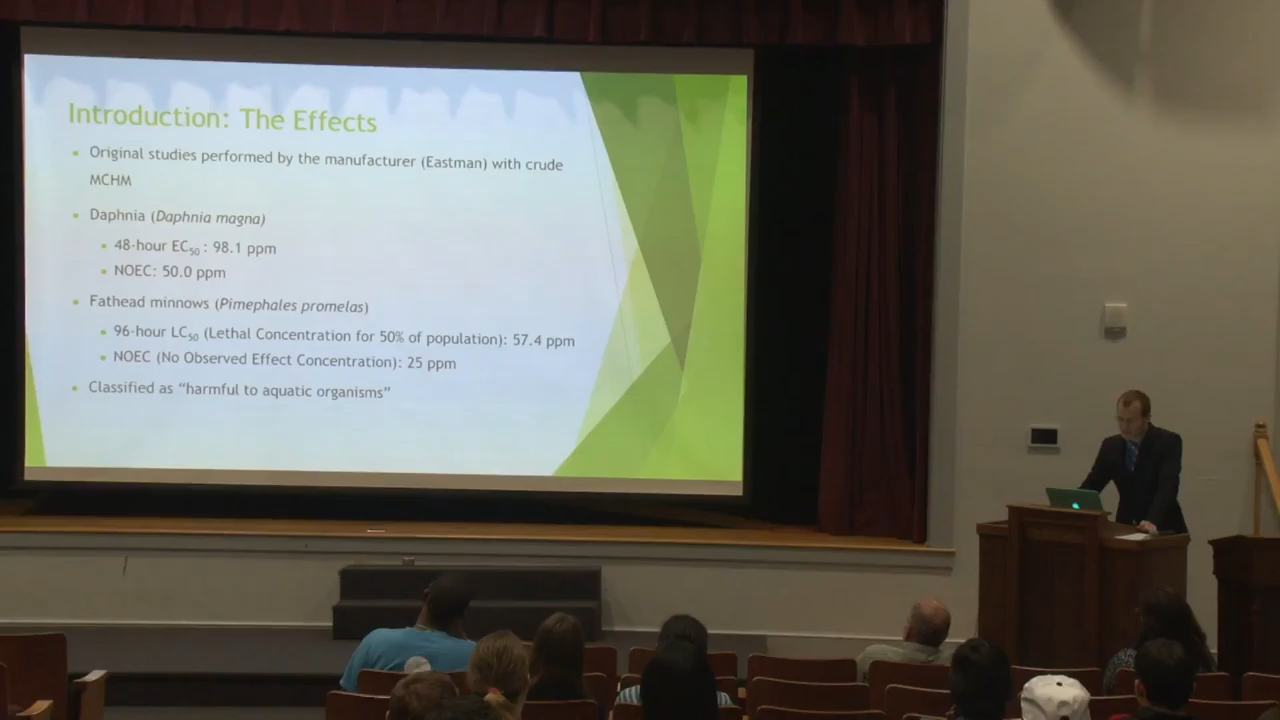 Introduction: The Effects
Original studies performed by the manufacturer (Eastman) with crude
MCHM
Daphnia (Daphnia magna)
48-hour EC₅₀ : 98.1 ppm
NOEC: 50.0 ppm
Fathead minnows (Pimephales promelas)
96-hour LC₅₀ (Lethal Concentration for 50% of population): 57.4 ppm
NOEC (No Observed Effect Concentration): 25 ppm
Classified as “harmful to aquatic organisms”